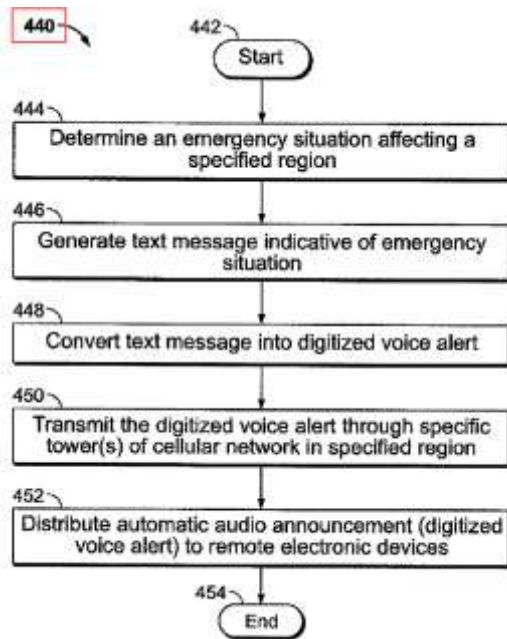 440
442
Start
444
Determine an emergency situation affecting a
specified region
446
Generate text message indicative of emergency
situation
448
Convert text message into digitized voice alert
450
Transmit the digitized voice alert through specific
tower(s) of cellular network in specified region
452
Distribute automatic audio announcement (digitized
voice alert) to remote electronic devices
454
End